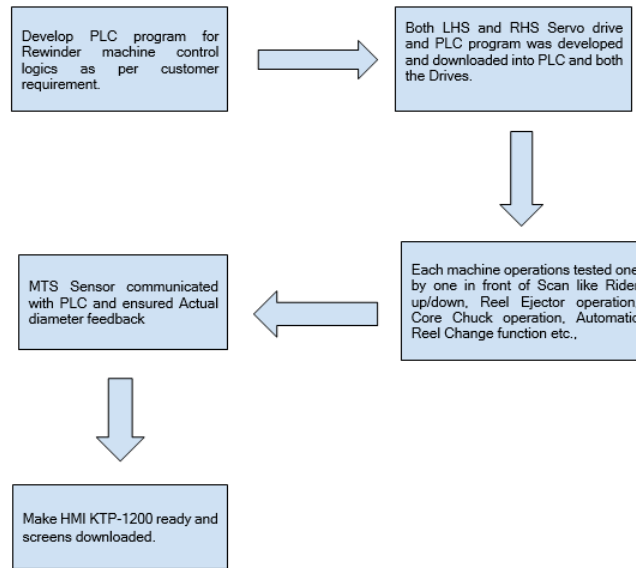 Develop PLC program for
Rewinder machine control
logics as per customer
requirement.
Both LHS and RHS Servo drive
and PLC program was developed
and downloaded into PLC and both
the Drives.
Each machine operations tested one
by one in front of Scan like Rider
up/down, Reel Ejector operation,
Core Chuck operation, Automatic
Reel Change function etc.,
MTS Sensor communicated
with PLC and ensured Actual
diameter feedback
Make HMI KTP-1200 ready and
screens downloaded.